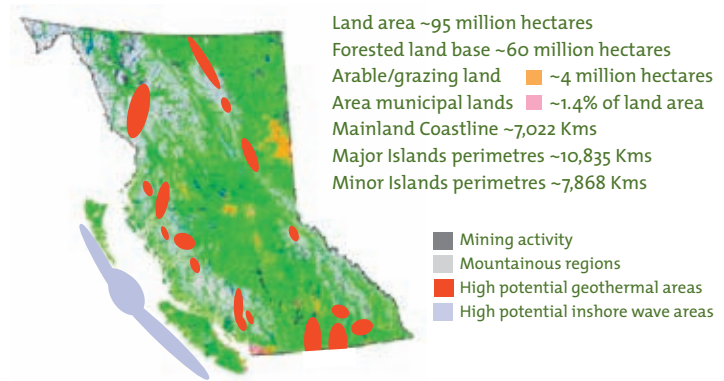 Land area ~95 million hectares
Forested land base ~60 million hectares
Arable/grazing land ~4 million hectares
Area municipal lands ~1.4% of land area
Mainland Coastline ~7,022 Kms
Major Islands perimetres ~10,835 Kms
Minor Islands perimetres ~7,868 Kms
Mining activity
Mountainous regions
High potential geothermal areas
High potential inshore wave areas